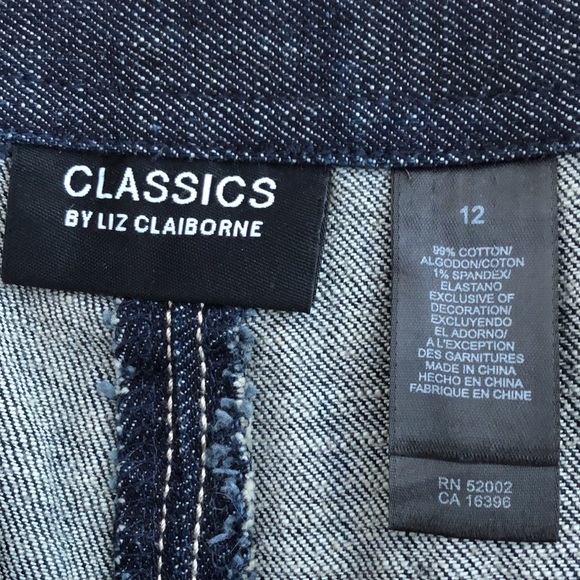 CLASSICS
BY LIZ CLAIBORNE
12
99% COTTON/
ALGODON/COTON
1% SPANDEX/
ELASTANO
EXCLUSIVE OF
DECORATION/
EXCLUYENDO
EL ADORNO/
A L'EXCEPTION
DES GARNITURES
MADE IN CHINA
HECHO EN CHINA
FABRIQUE EN CHINE
RN 52002
CA 16396